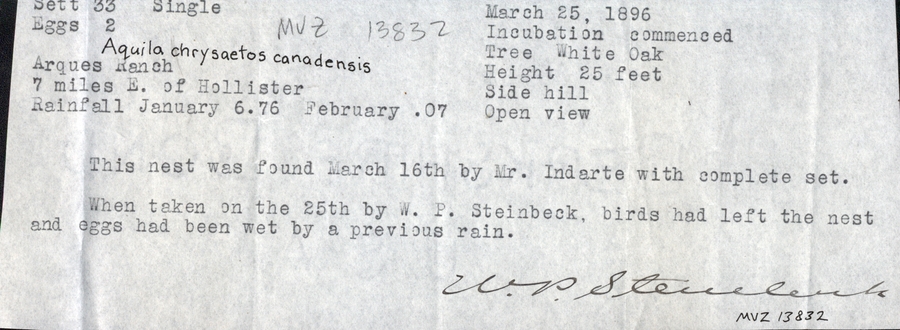 Sett 33 Single
Eggs 2
MVZ 13832
Aquila chrysaetos canadensis
Arques Ranch
7 miles E. of Hollister
Rainfall January 6.76 February .07
March 25, 1896
Incubation commenced
Tree White Oak
Height 25 feet
Side hill
Open view
This nest was found March 16th by Mr. Indarte with complete set.
When taken on the 25th by W. P. Steinbeck, birds had left the nest
and eggs had been wet by a previous rain.
W. P. Steinbeck
MVZ 13832